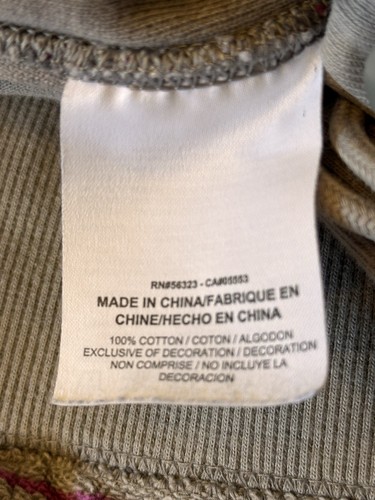 RN#56323 - CA#05553
MADE IN CHINA/FABRIQUE EN
CHINE/HECHO EN CHINA
100% COTTON / COTON / ALGODON
EXCLUSIVE OF DECORATION / DECORATION
NON COMPRISE / NO INCLUYE LA
DECORACION